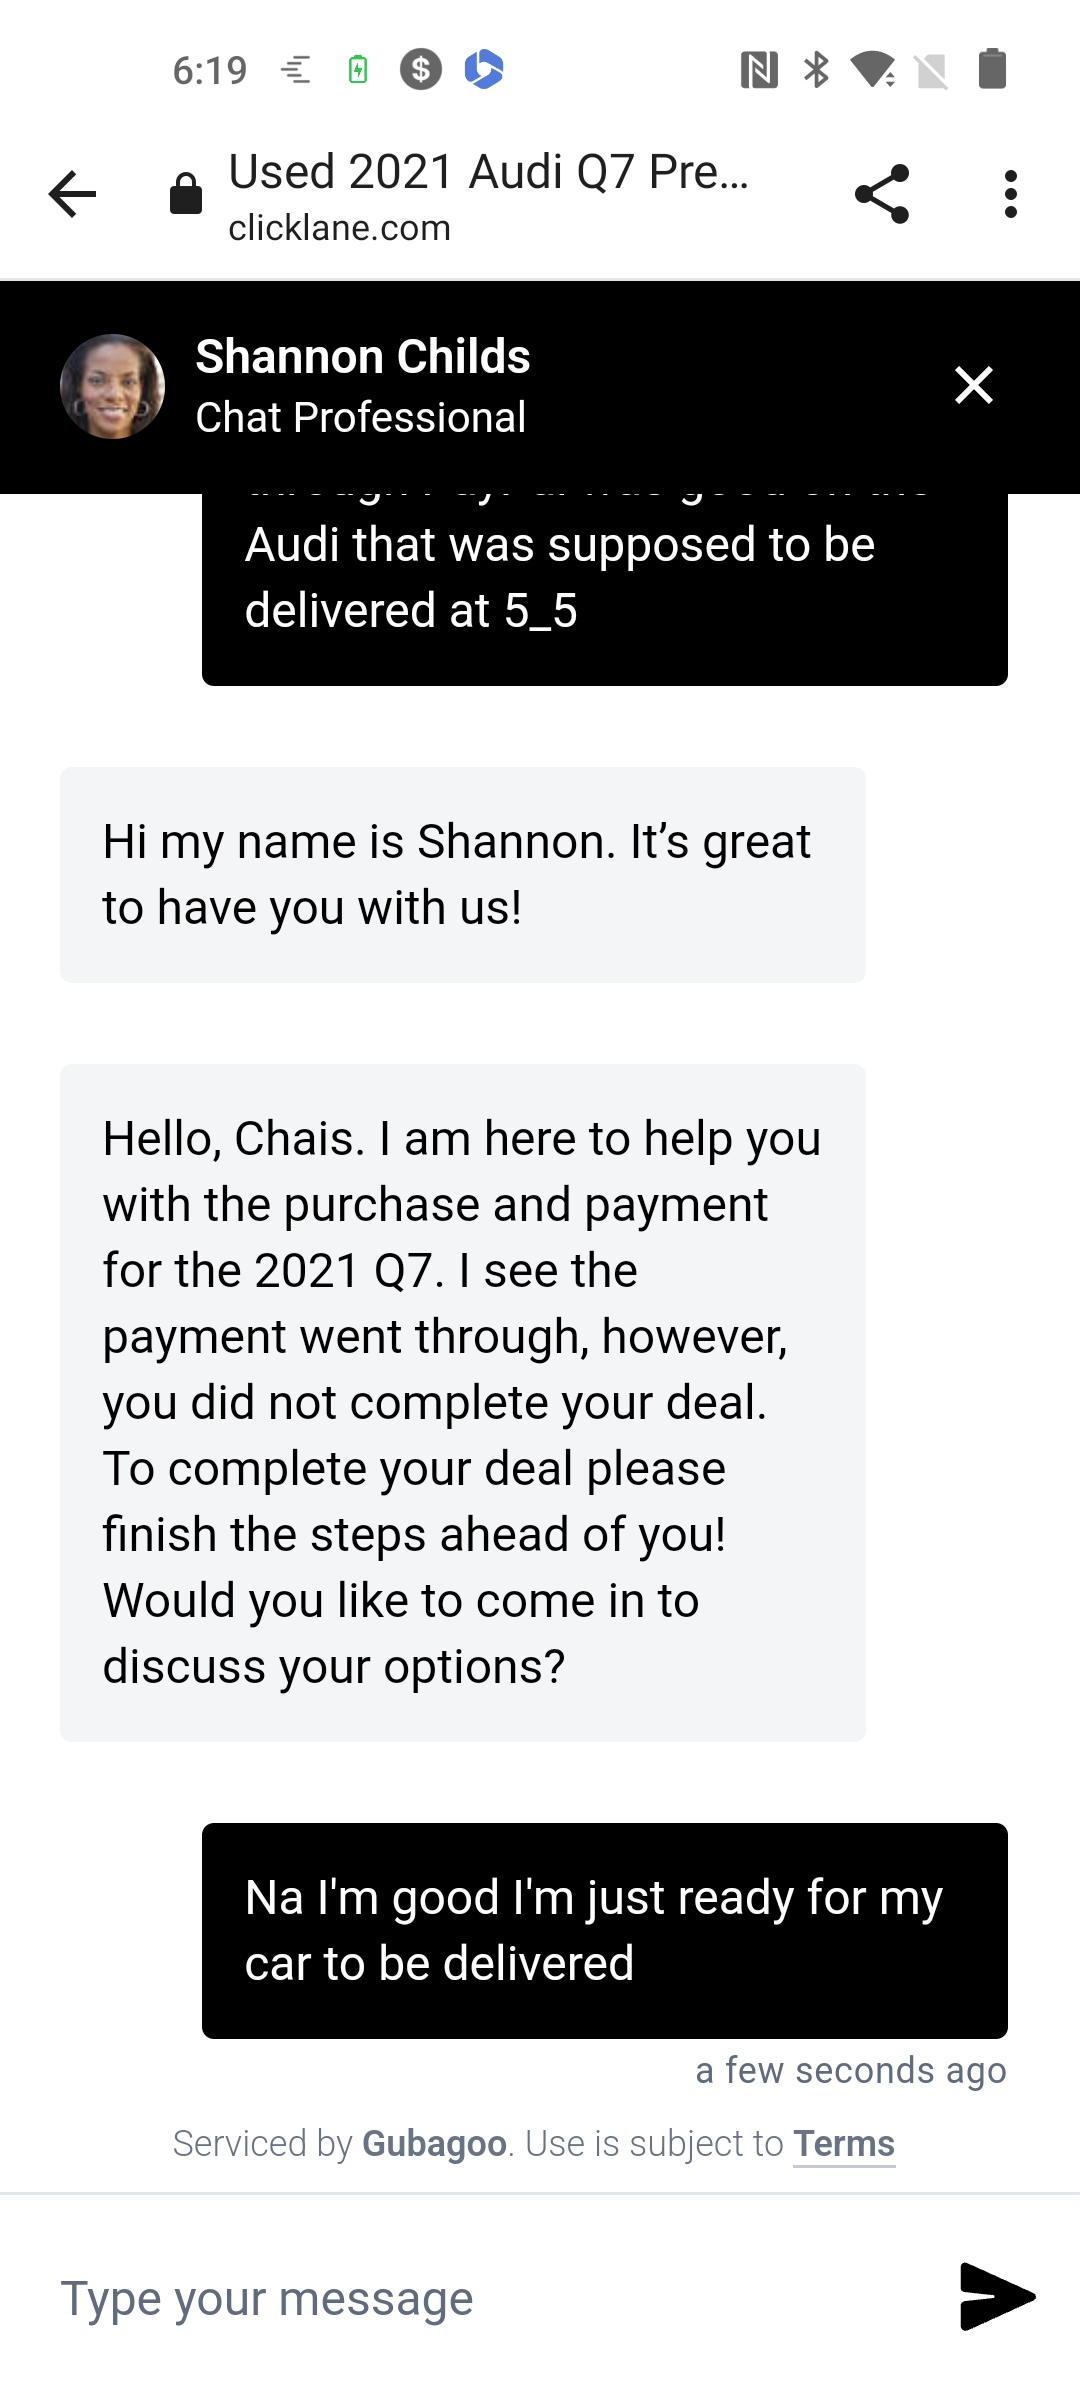 6:19
Used 2021 Audi Q7 Pre...
clicklane.com
Shannon Childs
Chat Professional
Audi that was supposed to be
delivered at 5_5
Hi my name is Shannon. It’s great
to have you with us!
Hello, Chais. I am here to help you
with the purchase and payment
for the 2021 Q7. I see the
payment went through, however,
you did not complete your deal.
To complete your deal please
finish the steps ahead of you!
Would you like to come in to
discuss your options?
Na I'm good I'm just ready for my
car to be delivered
a few seconds ago
Serviced by Gubagoo. Use is subject to Terms
Type your message